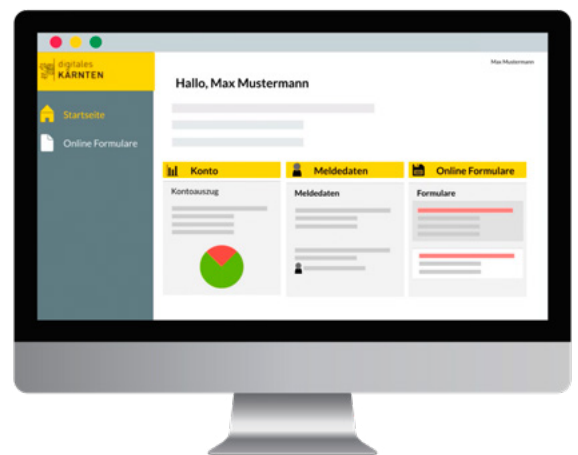 digitales
KÄRNTEN
Max Mustermann
Hallo, Max Mustermann
Startseite
Online Formulare
Konto
Meldedaten
Online Formulare
Kontoauszug
Meldedaten
Formulare